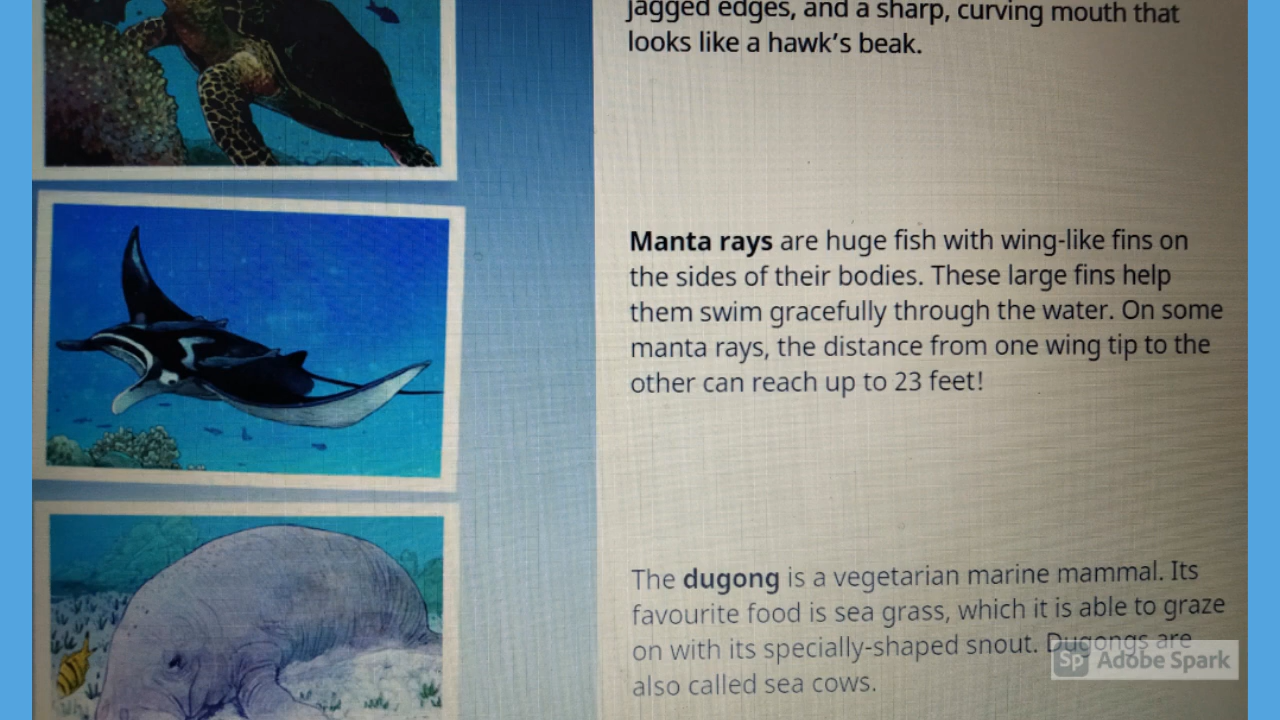 jagged edges, and a sharp, curving mouth that
looks like a hawk's beak.
Manta rays are huge fish with wing-like fins on
the sides of their bodies. These large fins help
them swim gracefully through the water. On some
manta rays, the distance from one wing tip to the
other can reach up to 23 feet!
The dugong is a vegetarian marine mammal. Its
favourite food is sea grass, which it is able to graze
on with its specially-shaped snout. Dugongs are
also called sea cows.
Sp Adobe Spark